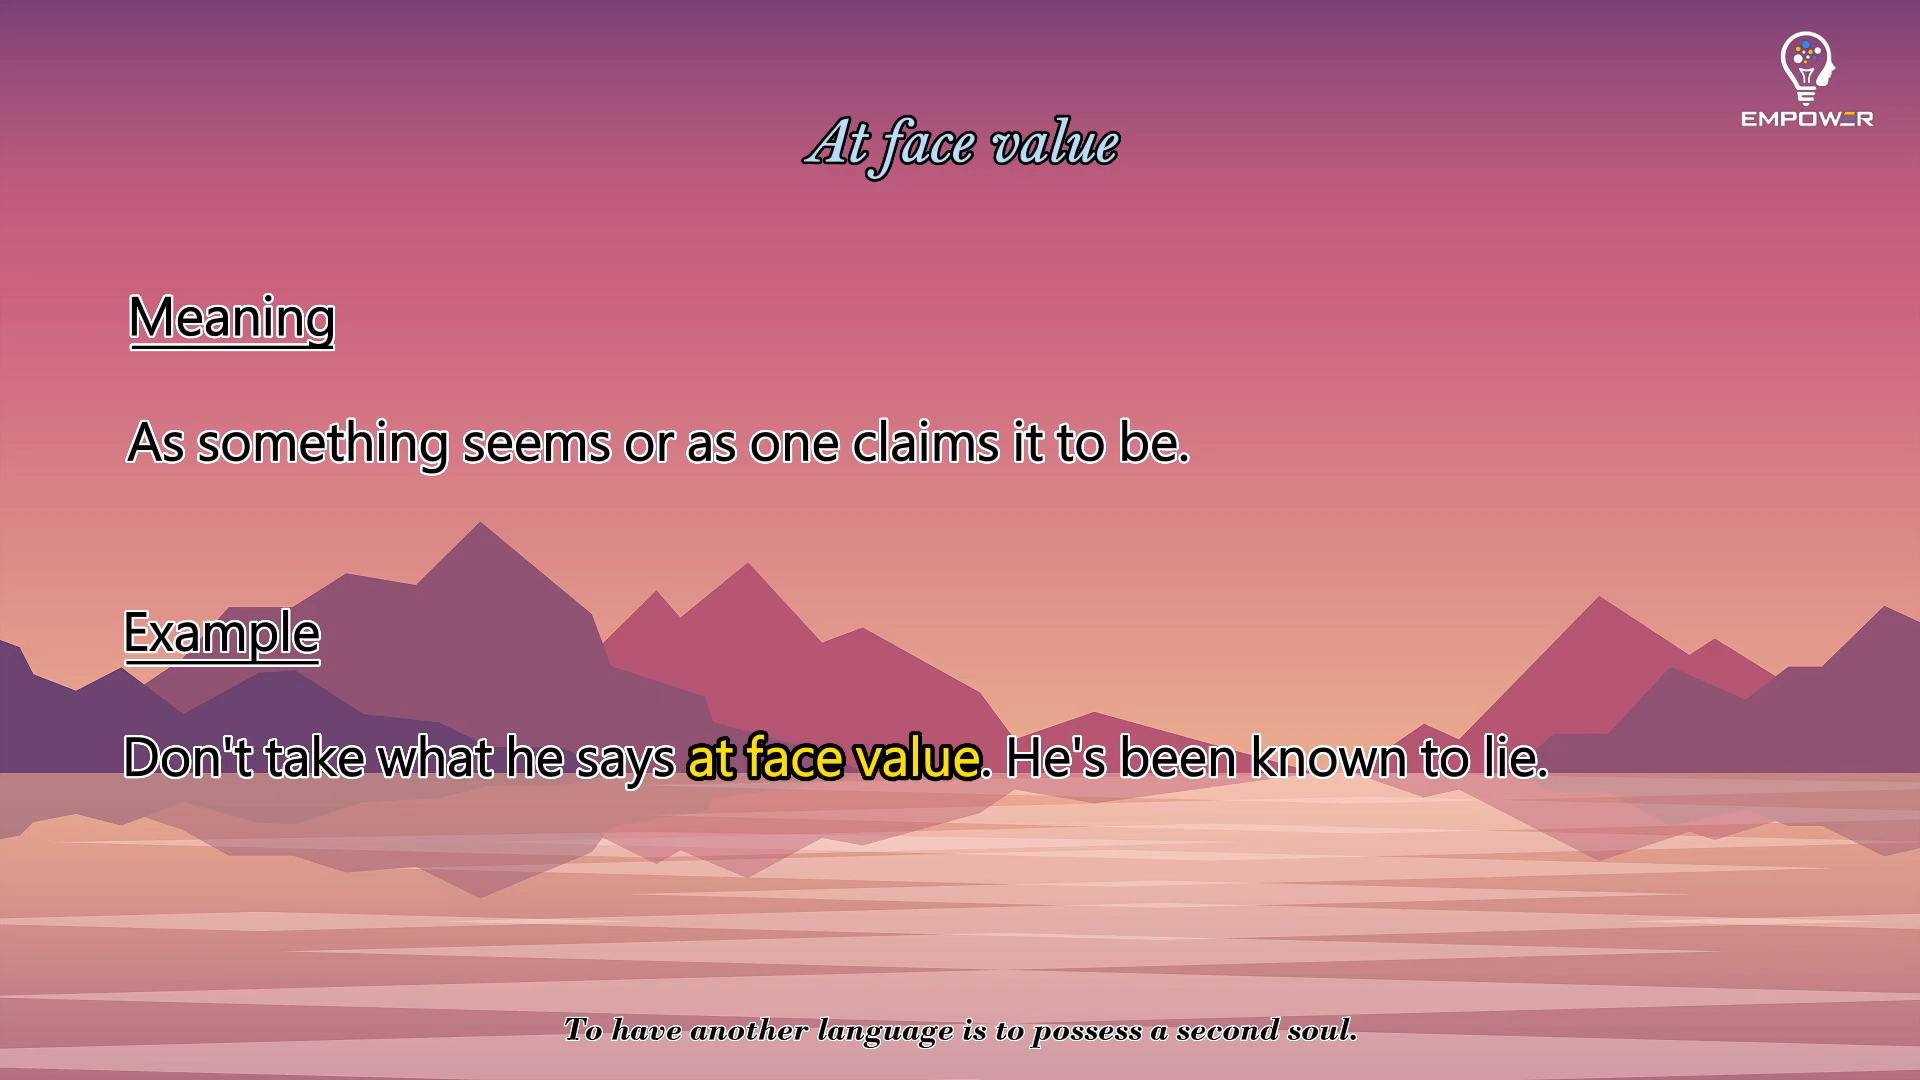 EMPOWER
At face value
Meaning
As something seems or as one claims it to be.
Example
Don't take what he says at face value. He's been known to lie.
To have another language is to possess a second soul.